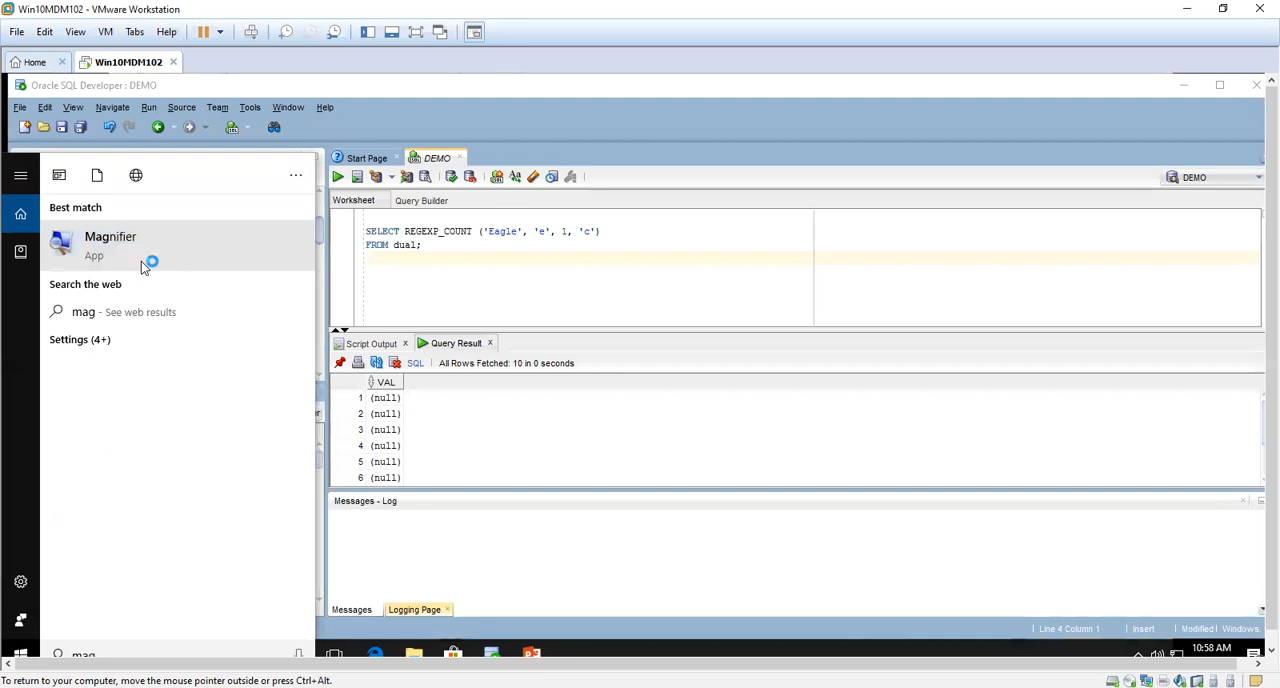 Win10MDM102 - VMware Workstation
File Edit View VM Tabs Help
Home Win10MDM102
Oracle SQL Developer : DEMO
File Edit View Navigate Run Source Team Tools Window Help
Start Page DEMO
DEMO
Worksheet Query Builder
Best match
Magnifier
App
Search the web
mag - See web results
Settings (4+)
SELECT REGEXP_COUNT ('Eagle', 'e', 1, 'c')
FROM dual;
Script Output Query Result
SQL All Rows Fetched: 10 in 0 seconds
VAL
1 (null)
2 (null)
3 (null)
4 (null)
5 (null)
6 (null)
Messages - Log
Messages Logging Page
Line 4 Column 1 Insert Modified Windows:
mag
10:58 AM
To return to your computer, move the mouse pointer outside or press Ctrl+Alt.